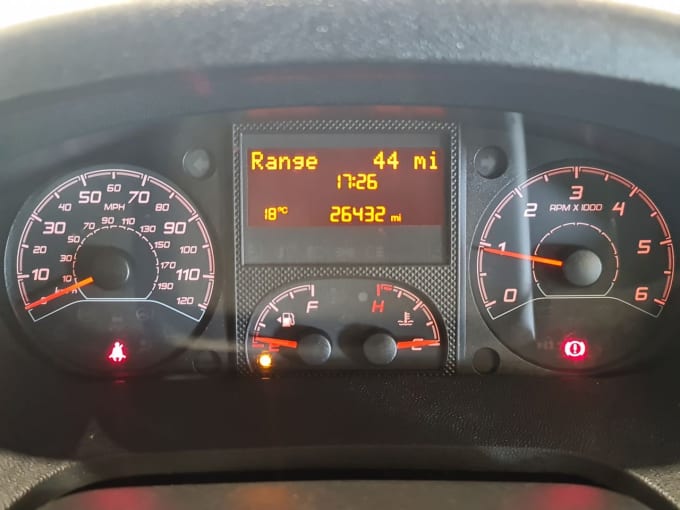 Range 44 mi
17:26
18°C 26432 mi
0 10 20 30 40 50 60 70 80 90 100 110 120
MPH
10 30 50 70 90 110 130 150 170 190
km/h
E F
H C
0 1 2 3 4 5 6
RPM X 1000